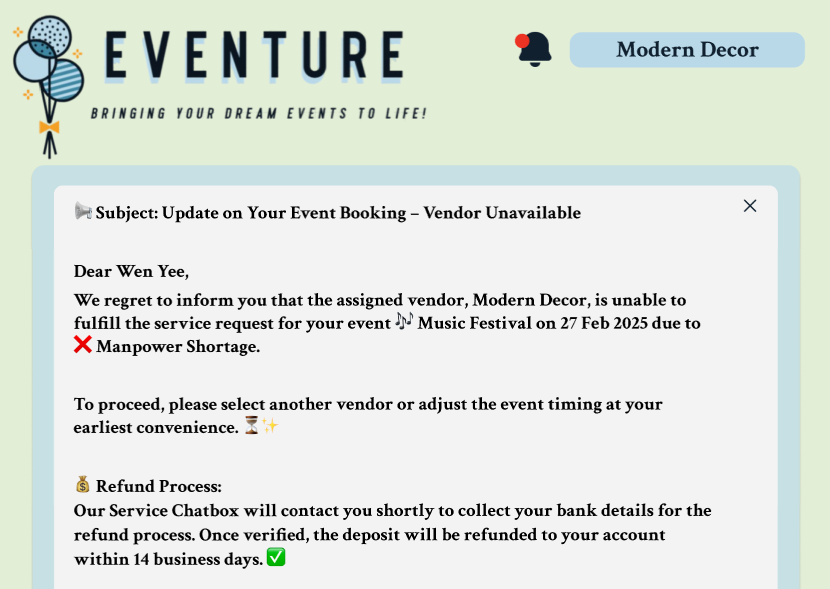 EVENTURE
BRINGING YOUR DREAM EVENTS TO LIFE!
Modern Decor
📢 Subject: Update on Your Event Booking – Vendor Unavailable
Dear Wen Yee,
We regret to inform you that the assigned vendor, Modern Decor, is unable to
fulfill the service request for your event 🎶 Music Festival on 27 Feb 2025 due to
❌ Manpower Shortage.
To proceed, please select another vendor or adjust the event timing at your
earliest convenience. ⏳✨
💰 Refund Process:
Our Service Chatbox will contact you shortly to collect your bank details for the
refund process. Once verified, the deposit will be refunded to your account
within 14 business days. ✅